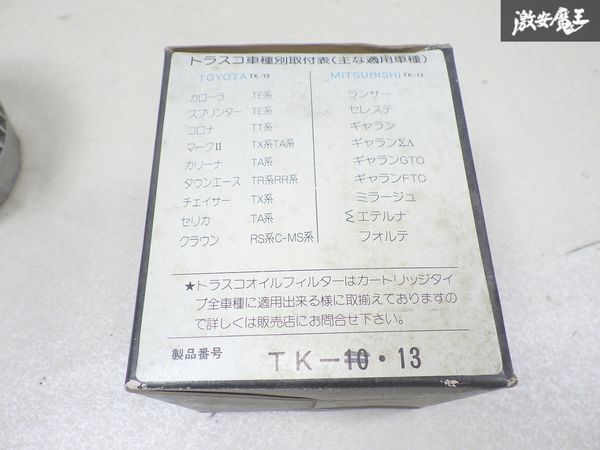 激安魔王
トラスコ車種別取付表(主な適用車種)
TOYOTA TK-10 MITSUBISHI TK-13
カローラ TE系 ランサー
スプリンター TE系 セレステ
コロナ TT系 ギャラン
マークII TX系TA系 ギャランΣΛ
カリーナ TA系 ギャランGTO
タウンエース TR系RR系 ギャランFTO
チェイサー TX系 ミラージュ
セリカ TA系 Σエテルナ
クラウン RS系C-MS系 フォルテ
★トラスコオイルフィルターはカートリッジタイ
プ全車種に適用出来る様に取揃えておりますの
で詳しくは販売店にお問合せ下さい。
製品番号 TK-10・13